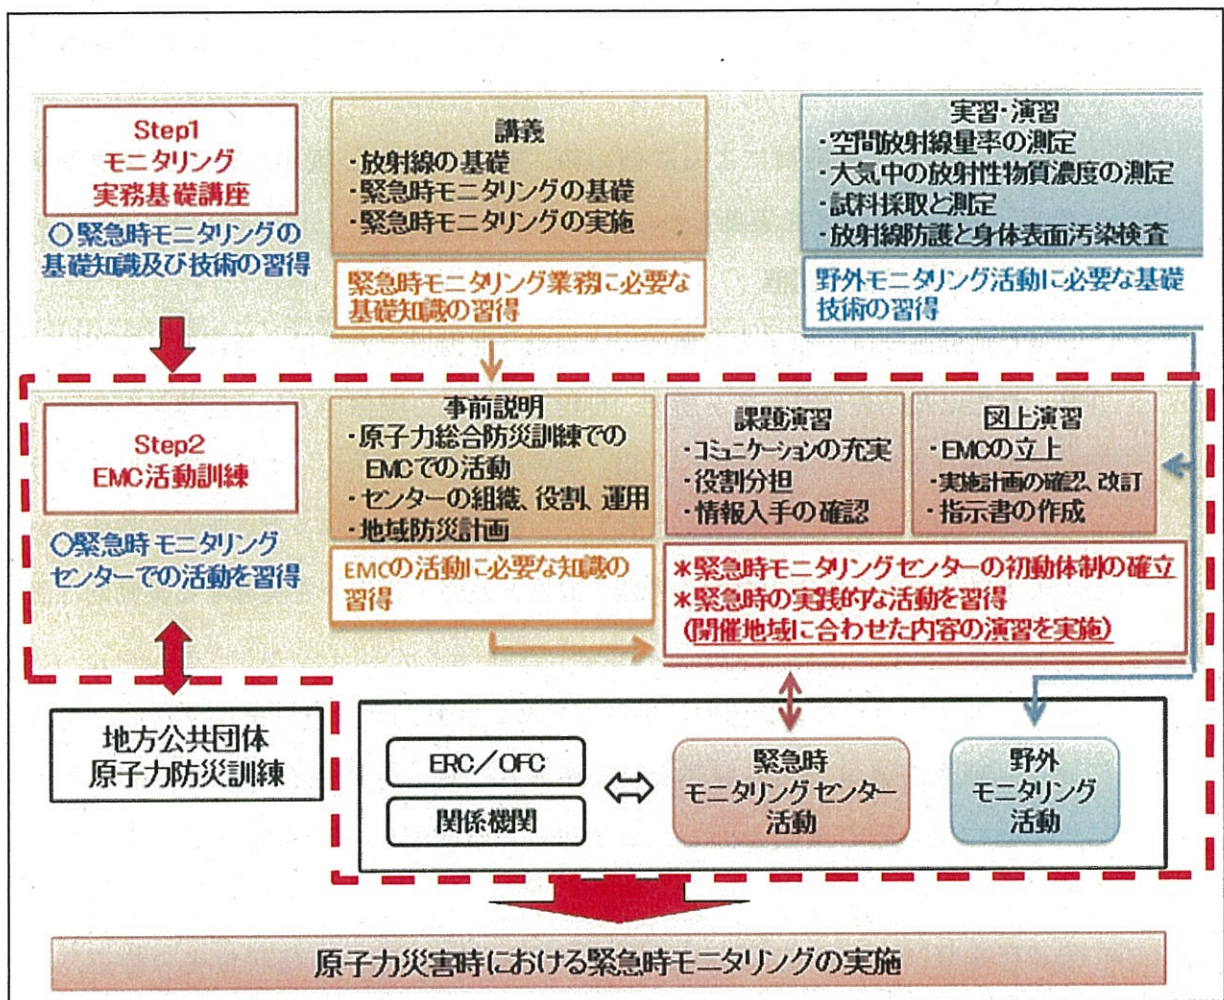 Step1
モニタリング
実務基礎講座
○緊急時モニタリングの
基礎知識及び技術の習得
講義
・放射線の基礎
・緊急時モニタリングの基礎
・緊急時モニタリングの実施
緊急時モニタリング業務に必要な
基礎知識の習得
実習・演習
・空間放射線量率の測定
・大気中の放射性物質濃度の測定
・試料採取と測定
・放射線防護と身体表面汚染検査
野外モニタリング活動に必要な基礎
技術の習得
Step2
EMC活動訓練
○緊急時モニタリング
センターでの活動を習得
事前説明
・原子力総合防災訓練での
EMCでの活動
・センターの組織、役割、運用
・地域防災計画
EMCの活動に必要な知識の
習得
課題演習
・コミュニケーションの充実
・役割分担
・情報入手の確認
図上演習
・EMCの立上
・実施計画の確認、改訂
・指示書の作成
＊緊急時モニタリングセンターの初動体制の確立
＊緊急時の実践的な活動を習得
（開催地域に合わせた内容の演習を実施）
地方公共団体
原子力防災訓練
ERC／OFC
関係機関
緊急時
モニタリングセンター
活動
野外
モニタリング
活動
原子力災害時における緊急時モニタリングの実施